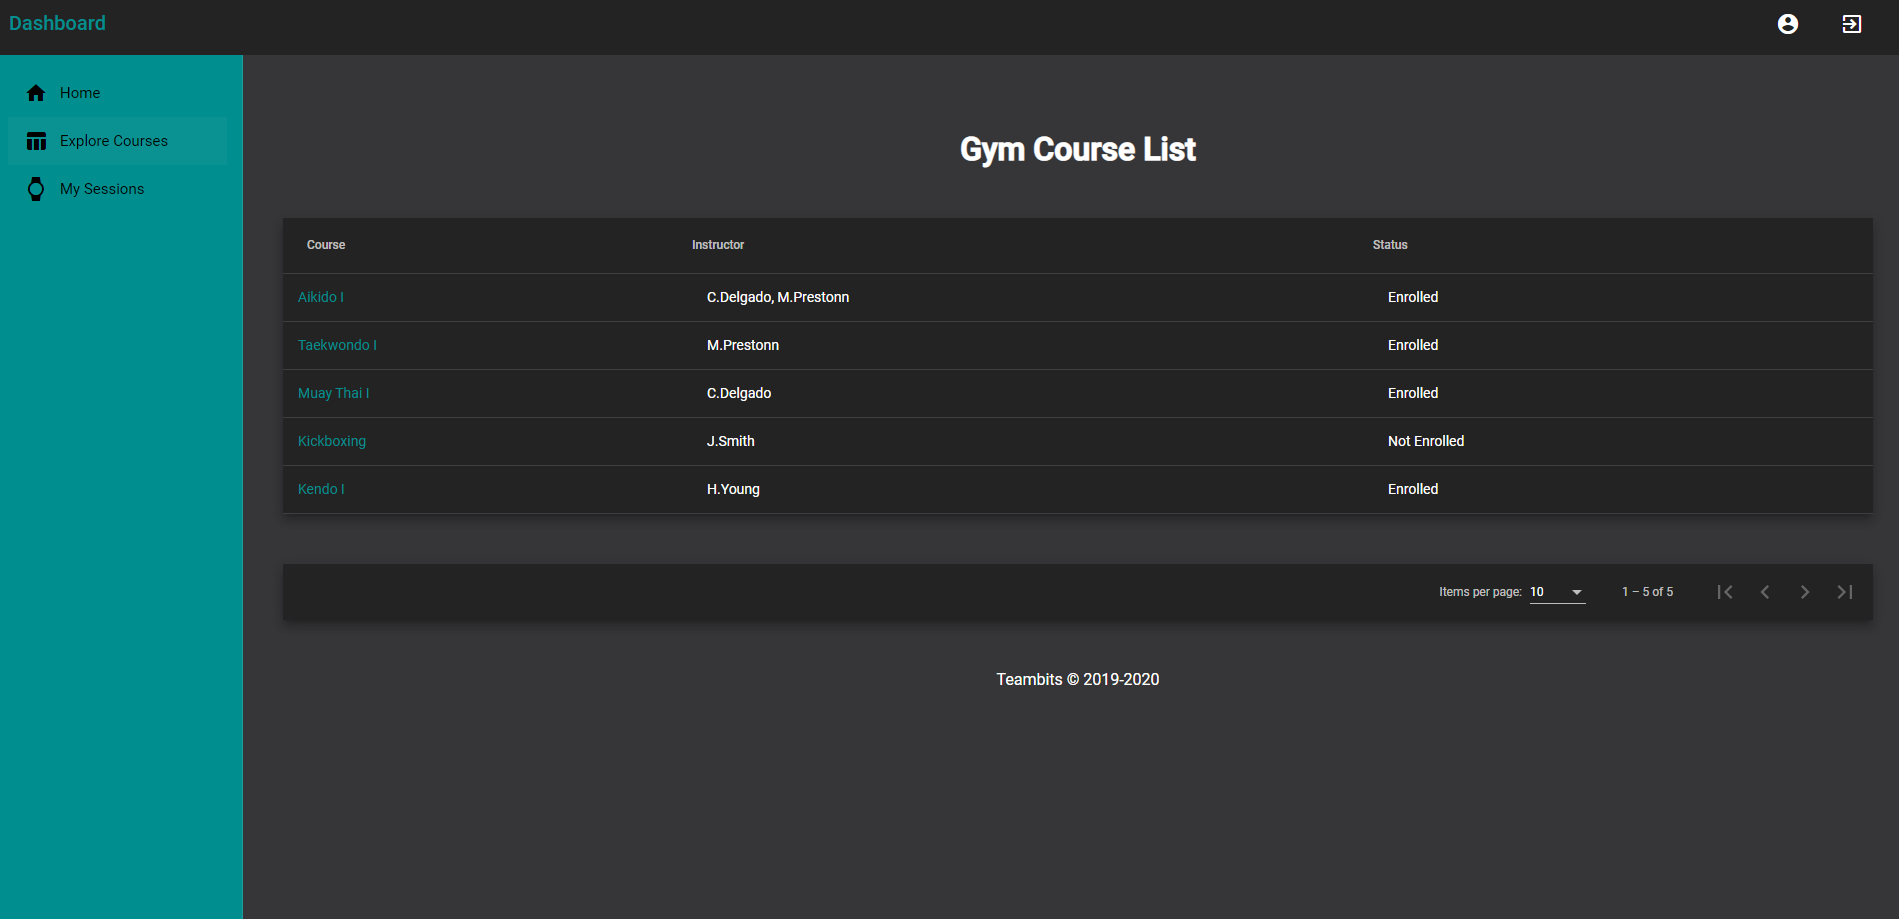 Dashboard
Home
Explore Courses
My Sessions
Gym Course List
Course Instructor Status
Aikido I C.Delgado, M.Prestonn Enrolled
Taekwondo I M.Prestonn Enrolled
Muay Thai I C.Delgado Enrolled
Kickboxing J.Smith Not Enrolled
Kendo I H.Young Enrolled
Items per page: 10 1 – 5 of 5
Teambits © 2019-2020